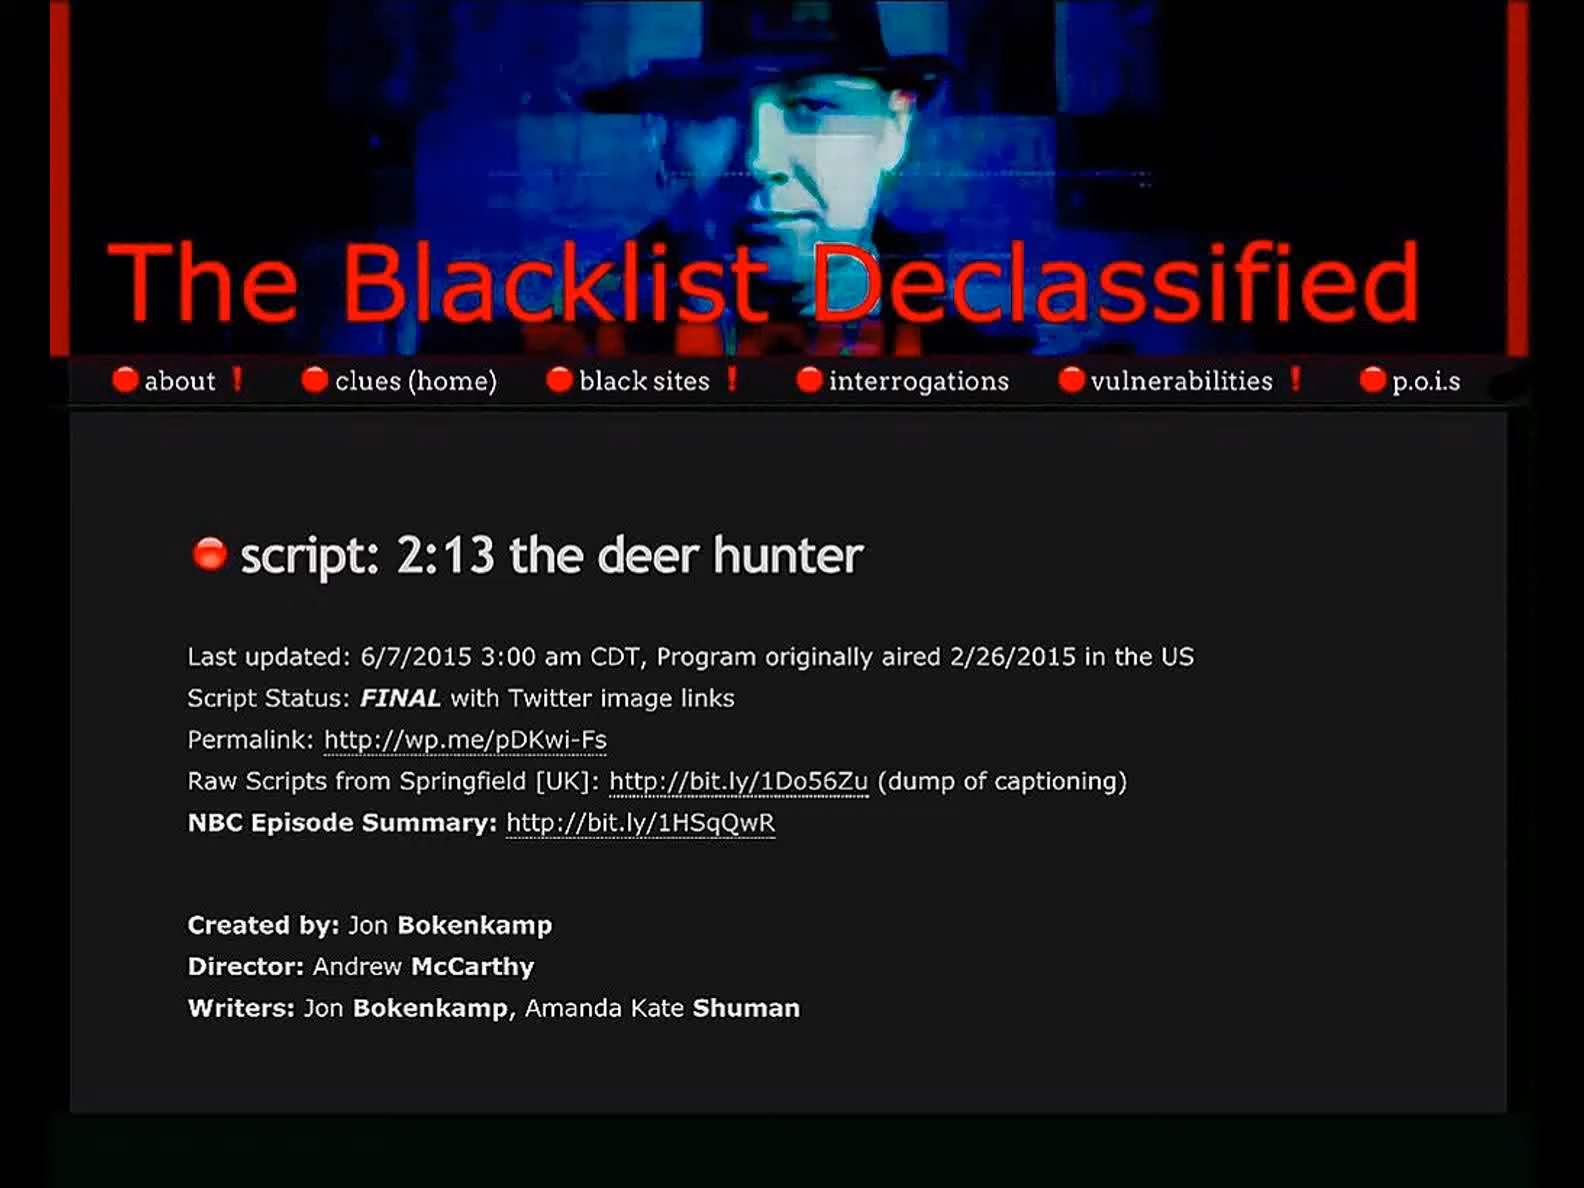 The Blacklist Declassified
about ! clues (home) black sites ! interrogations vulnerabilities ! p.o.i.s
script: 2:13 the deer hunter
Last updated: 6/7/2015 3:00 am CDT, Program originally aired 2/26/2015 in the US
Script Status: FINAL with Twitter image links
Permalink: http://wp.me/pDKwi-Fs
Raw Scripts from Springfield [UK]: http://bit.ly/1Do56Zu (dump of captioning)
NBC Episode Summary: http://bit.ly/1HSqQwR
Created by: Jon Bokenkamp
Director: Andrew McCarthy
Writers: Jon Bokenkamp, Amanda Kate Shuman